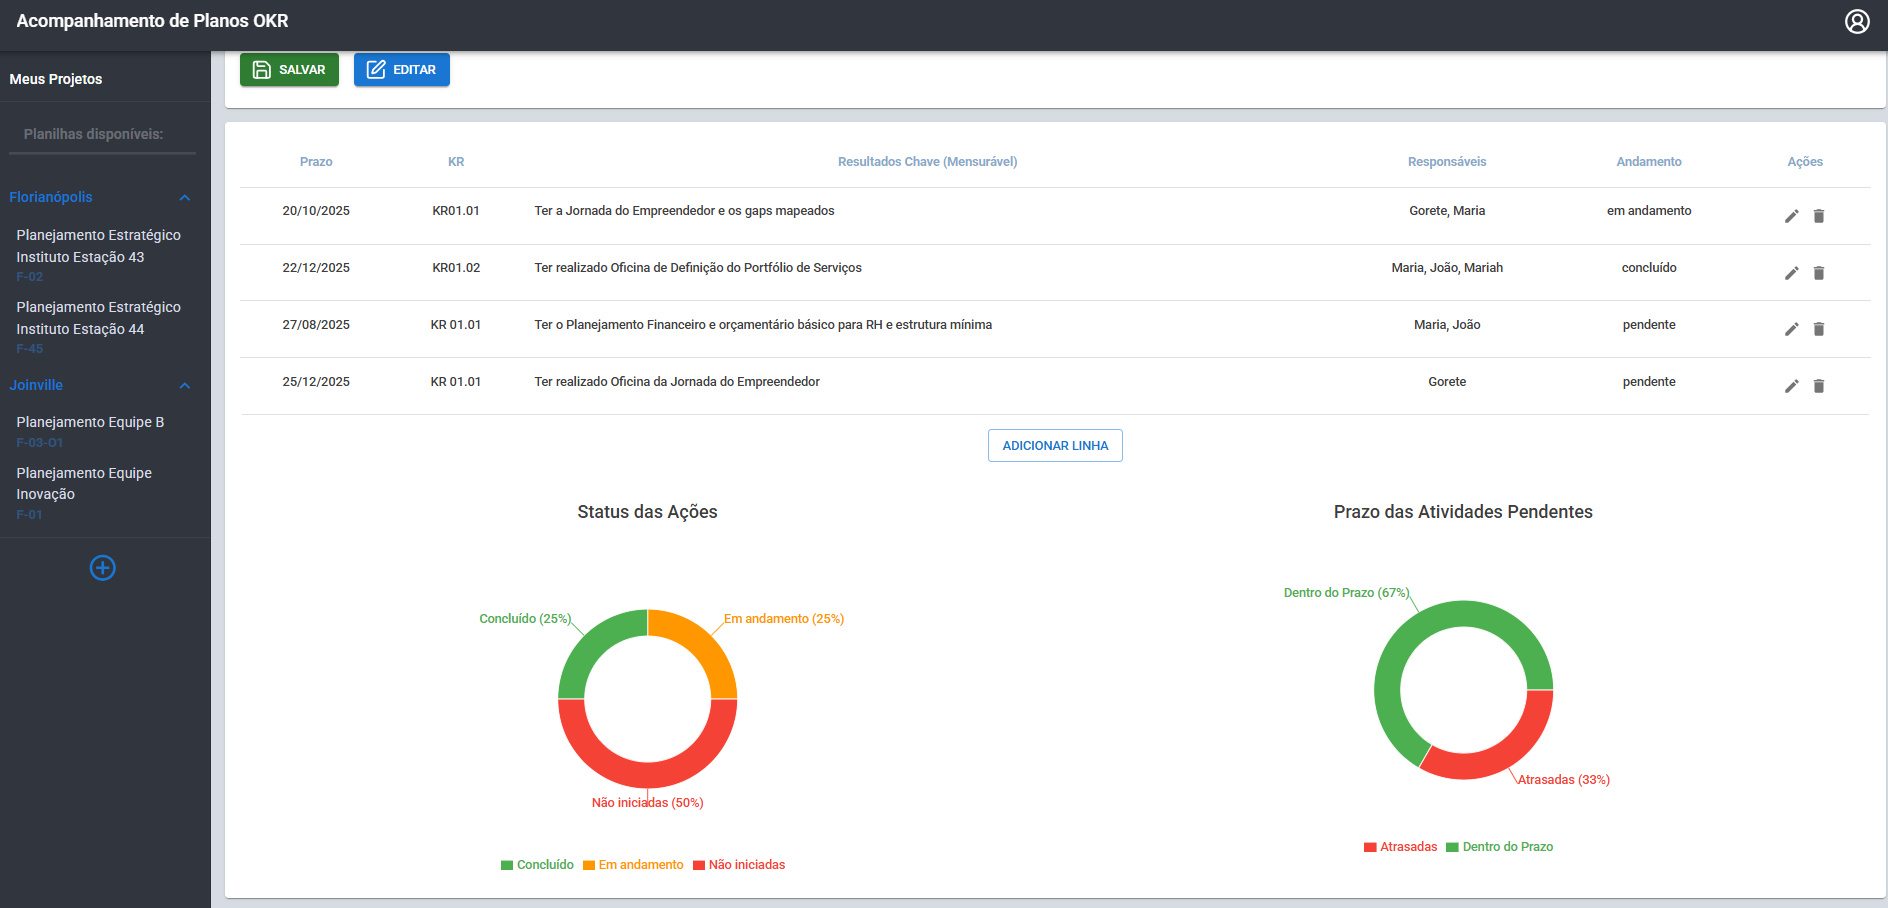 Acompanhamento de Planos OKR
Meus Projetos
Planilhas disponíveis:
Florianópolis
Planejamento Estratégico
Instituto Estação 43
F-02
Planejamento Estratégico
Instituto Estação 44
F-45
Joinville
Planejamento Equipe B
F-03-O1
Planejamento Equipe
Inovação
F-01
SALVAR EDITAR
Prazo KR Resultados Chave (Mensurável) Responsáveis Andamento Ações
20/10/2025 KR01.01 Ter a Jornada do Empreendedor e os gaps mapeados Gorete, Maria em andamento
22/12/2025 KR01.02 Ter realizado Oficina de Definição do Portfólio de Serviços Maria, João, Mariah concluído
27/08/2025 KR 01.01 Ter o Planejamento Financeiro e orçamentário básico para RH e estrutura mínima Maria, João pendente
25/12/2025 KR 01.01 Ter realizado Oficina da Jornada do Empreendedor Gorete pendente
ADICIONAR LINHA
Status das Ações
Concluído (25%)
Em andamento (25%)
Não iniciadas (50%)
Concluído Em andamento Não iniciadas
Prazo das Atividades Pendentes
Dentro do Prazo (67%)
Atrasadas (33%)
Atrasadas Dentro do Prazo